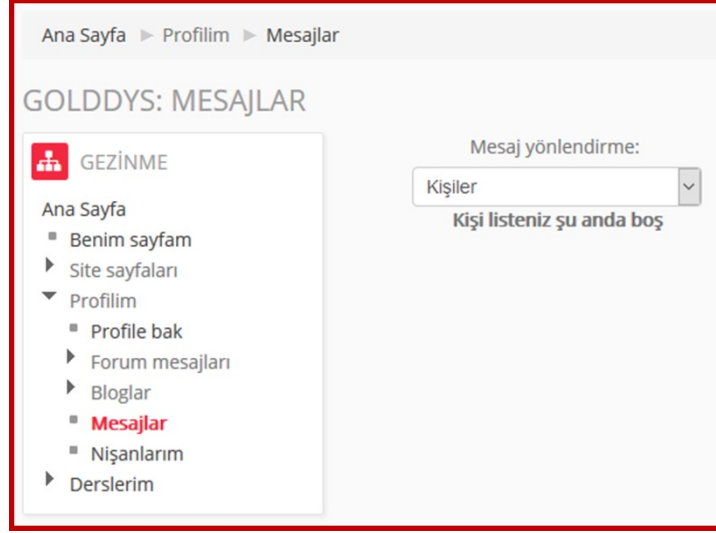 Ana Sayfa ► Profilim ► Mesajlar
GOLDDYS: MESAJLAR
GEZİNME
Ana Sayfa
Benim sayfam
Site sayfaları
Profilim
Profile bak
Forum mesajları
Bloglar
Mesajlar
Nişanlarım
Derslerim
Mesaj yönlendirme:
Kişiler
Kişi listeniz şu anda boş